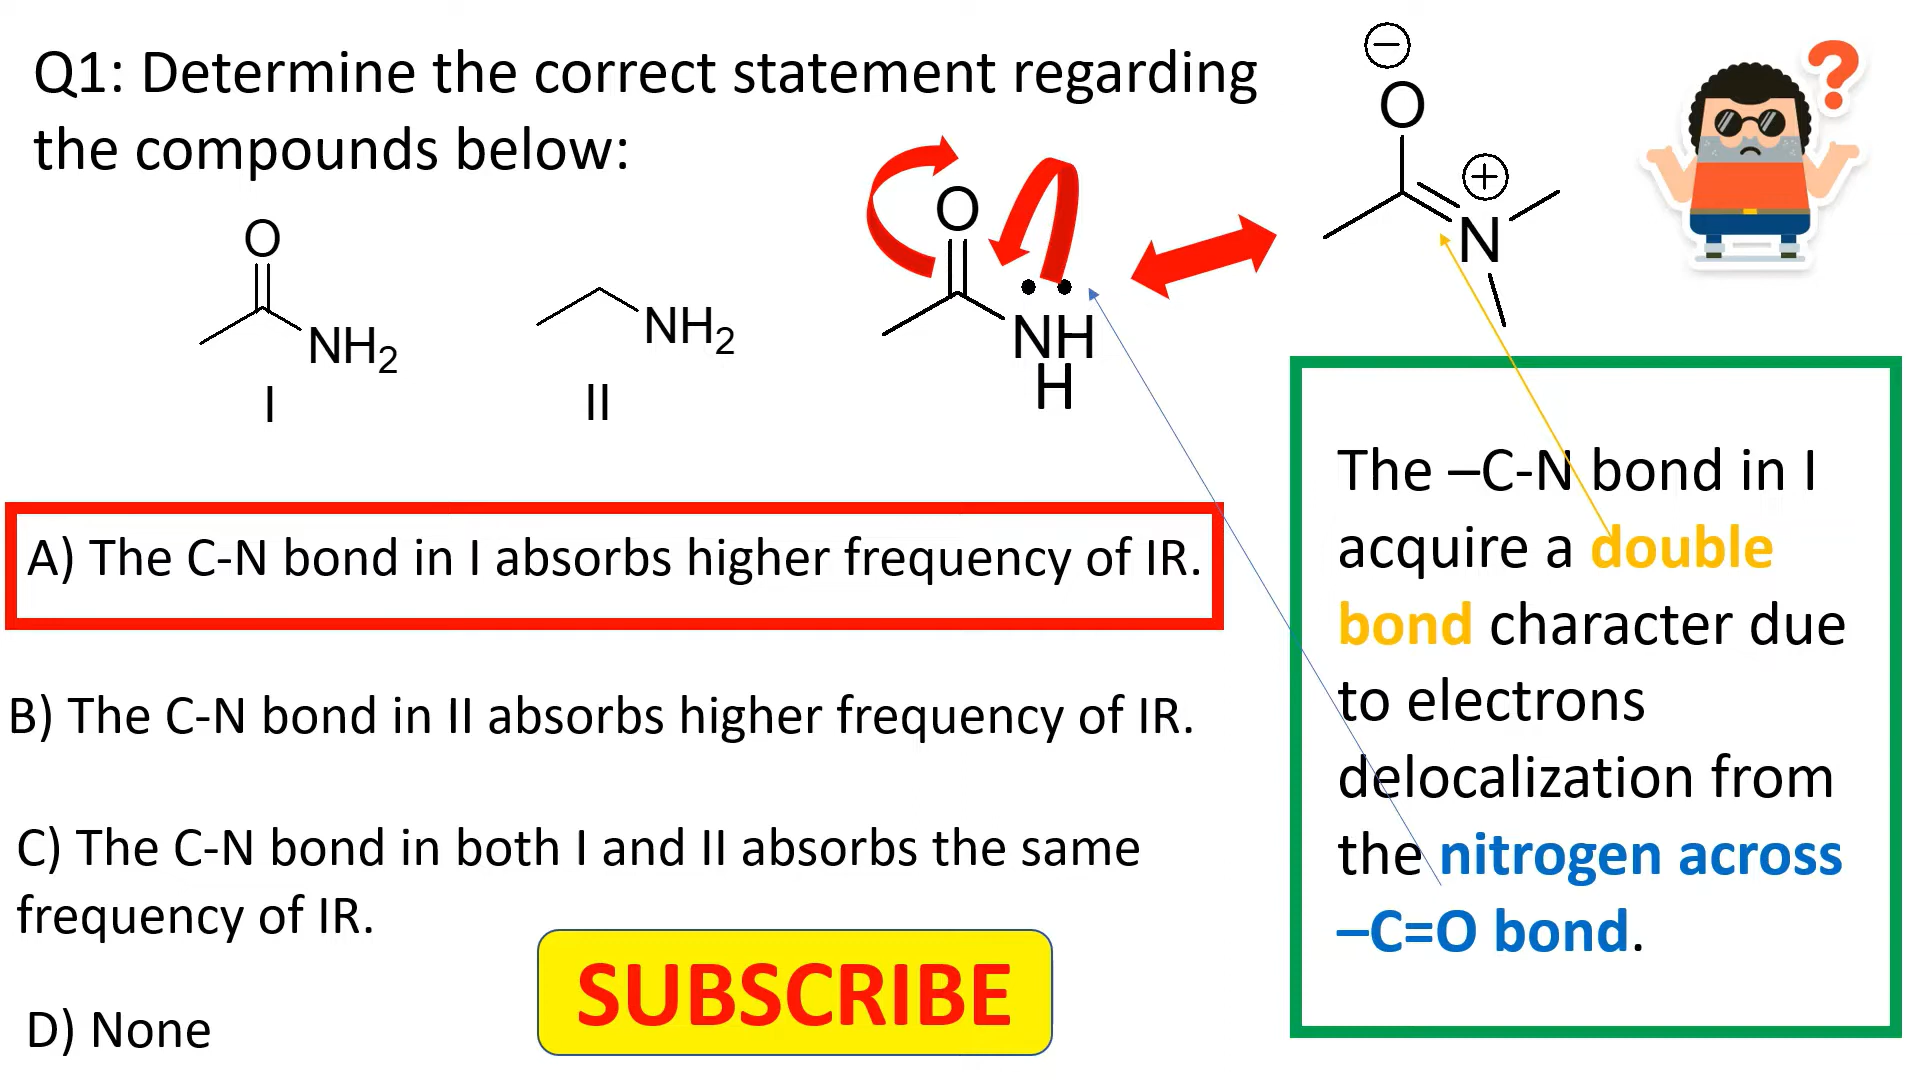 Q1: Determine the correct statement regarding
the compounds below:
O
NH2
I
NH2
II
O
NH
H
O
N
?
A) The C-N bond in I absorbs higher frequency of IR.
B) The C-N bond in II absorbs higher frequency of IR.
C) The C-N bond in both I and II absorbs the same
frequency of IR.
D) None
SUBSCRIBE
The –C-N bond in I
acquire a double
bond character due
to electrons
delocalization from
the nitrogen across
–C=O bond.